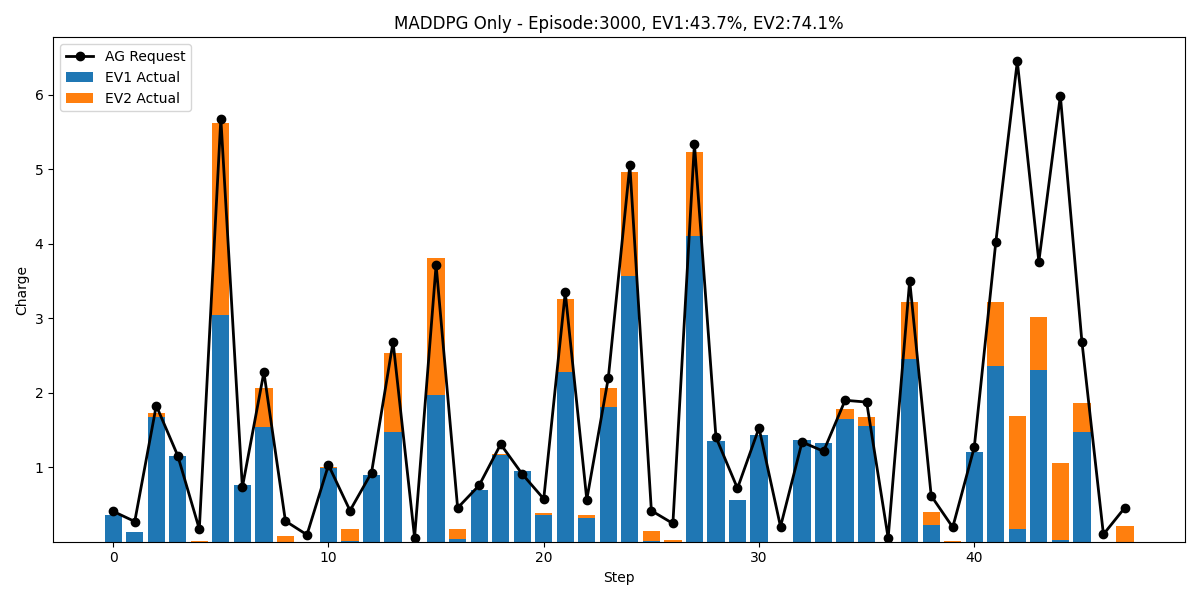 MADDPG Only - Episode:3000, EV1:43.7%, EV2:74.1%
AG Request
EV1 Actual
EV2 Actual
Charge
6
5
4
3
2
1
0 10 20 30 40
Step